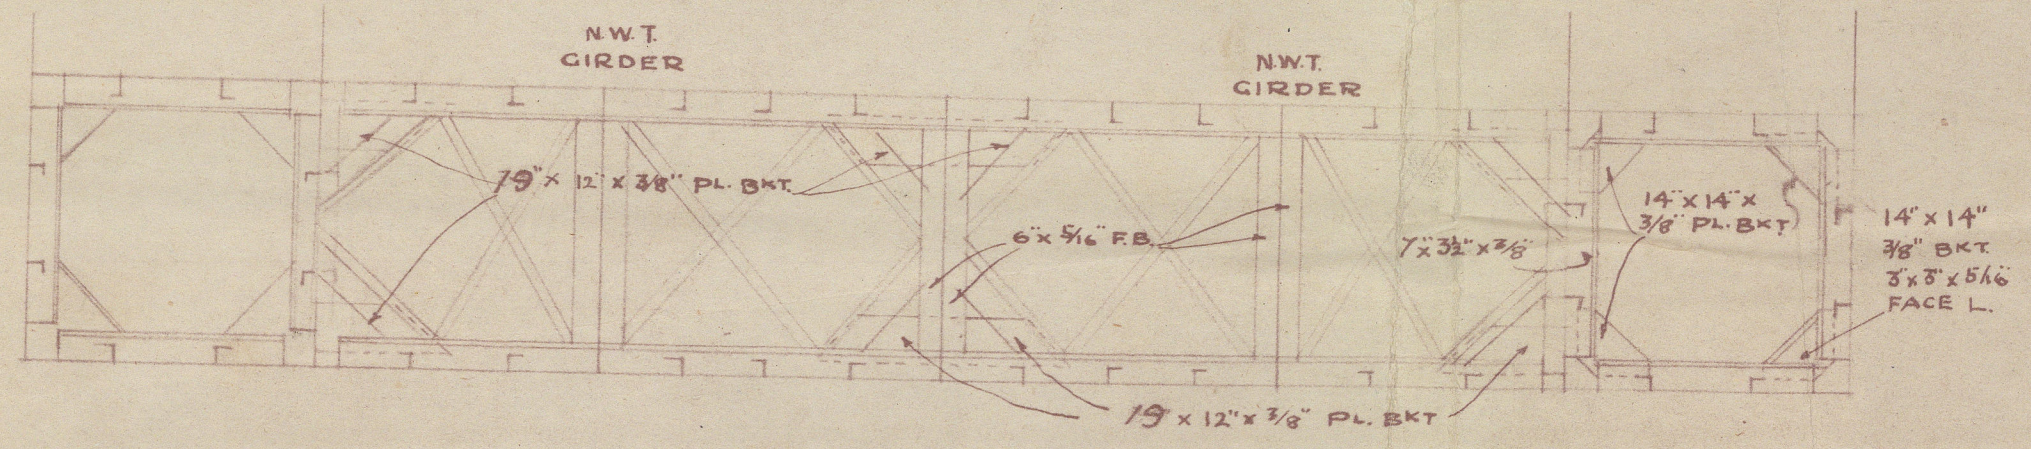 N.W.T.
GIRDER
N.W.T.
GIRDER
19" x 12" x 3/8" PL. BKT.
6" x 5/16" F.B.
7" x 3½" x 3/8"
14" x 14" x
3/8" PL. BKT
14" x 14"
3/8" BKT.
3" x 3" x 5/16"
FACE L.
19" x 12" x 3/8" PL. BKT